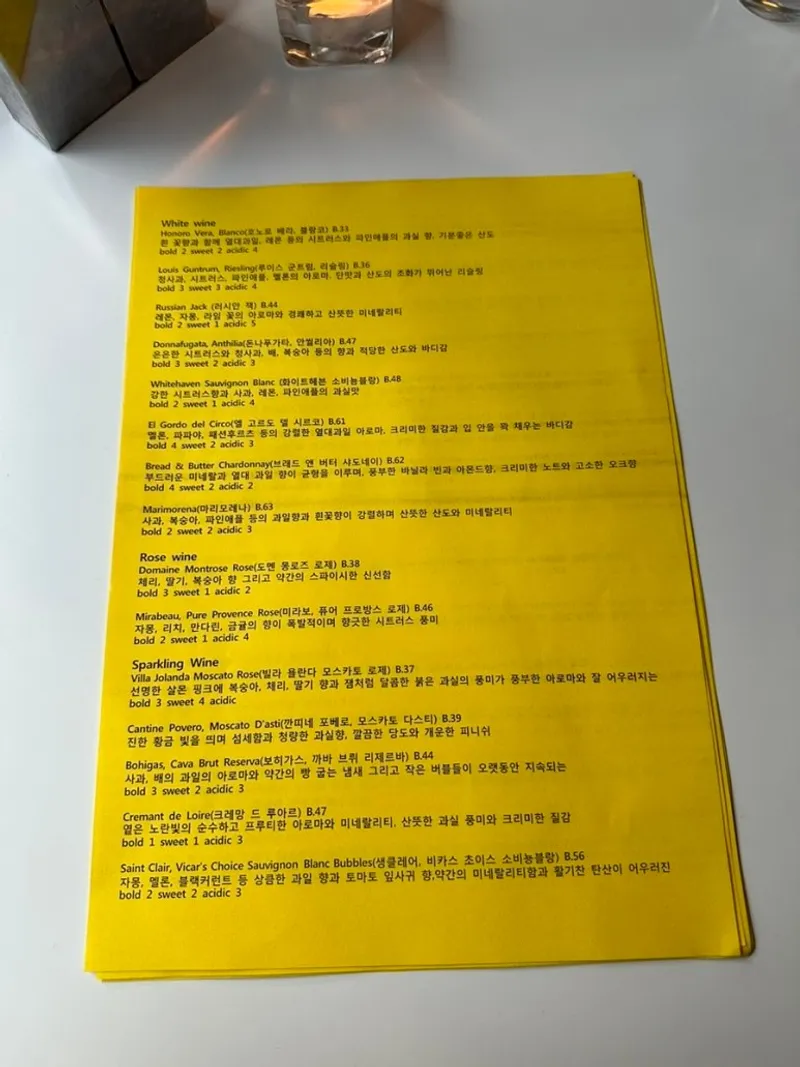 White wine
Honoro Vera, Blanco(호노로 베라, 블랑코) B.33
흰 꽃향과 함께 열대과일, 레몬 등의 시트러스와 파인애플의 과실 향, 기분좋은 산도
bold 2 sweet 2 acidic 4
Louis Guntrum, Riesling(루이스 군트럼, 리슬링) B.36
청사과, 시트러스, 파인애플, 멜론의 아로마. 단맛과 산도의 조화가 뛰어난 리슬링
bold 3 sweet 3 acidic 4
Russian Jack (러시안 잭) B.44
레몬, 자몽, 라임 꽃의 아로마와 경쾌하고 산뜻한 미네랄리티
bold 2 sweet 1 acidic 5
Donnafugata, Anthilia(돈나푸가타, 안씰리아) B.47
은은한 시트러스와 청사과, 배, 복숭아 등의 향과 적당한 산도와 바디감
bold 3 sweet 2 acidic 3
Whitehaven Sauvignon Blanc (화이트헤븐 소비뇽블랑) B.48
강한 시트러스향과 사과, 레몬, 파인애플의 과실맛
bold 2 sweet 1 acidic 4
El Gordo del Circo(엘 고르도 델 시르코) B.61
멜론, 파파야, 패션후르츠 등의 강렬한 열대과일 아로마. 크리미한 질감과 입 안을 꽉 채우는 바디감
bold 4 sweet 2 acidic 3
Bread & Butter Chardonnay(브래드 앤 버터 샤도네이) B.62
부드러운 미네랄과 열대 과일 향이 균형을 이루며, 풍부한 바닐라 빈과 아몬드향, 크리미한 노트와 고소한 오크향
bold 4 sweet 2 acidic 2
Marimorena(마리모레나) B.63
사과, 복숭아, 파인애플 등의 과일향과 흰꽃향이 강렬하며 산뜻한 산도와 미네랄리티
bold 2 sweet 2 acidic 3
Rose wine
Domaine Montrose Rose(도멘 몽로즈 로제) B.38
체리, 딸기, 복숭아 향 그리고 약간의 스파이시한 신선함
bold 3 sweet 1 acidic 2
Mirabeau, Pure Provence Rose(미라보, 퓨어 프로방스 로제) B.46
자몽, 리치, 만다린, 금귤의 향이 폭발적이며 향긋한 시트러스 풍미
bold 2 sweet 1 acidic 4
Sparkling Wine
Villa Jolanda Moscato Rose(빌라 욜란다 모스카토 로제) B.37
선명한 살몬 핑크에 복숭아, 체리, 딸기 향과 잼처럼 달콤한 붉은 과실의 풍미가 풍부한 아로마와 잘 어우러지는
bold 3 sweet 4 acidic
Cantine Povero, Moscato D'asti(깐띠네 포베로, 모스카토 다스티) B.39
진한 황금 빛을 띄며 섬세함과 청량한 과실향, 깔끔한 당도와 개운한 피니쉬
Bohigas, Cava Brut Reserva(보히가스, 까바 브뤼 리제르바) B.44
사과, 배의 과일의 아로마와 약간의 빵 굽는 냄새 그리고 작은 버블들이 오랫동안 지속되는
bold 3 sweet 2 acidic 3
Cremant de Loire(크레망 드 루아르) B.47
옅은 노란빛의 순수하고 프루티한 아로마와 미네랄리티, 산뜻한 과실 풍미와 크리미한 질감
bold 1 sweet 1 acidic 3
Saint Clair, Vicar's Choice Sauvignon Blanc Bubbles(생클레어, 비카스 초이스 소비뇽블랑) B.56
자몽, 멜론, 블랙커런트 등 상큼한 과일 향과 토마토 잎사귀 향,약간의 미네랄리티함과 활기찬 탄산이 어우러진
bold 2 sweet 2 acidic 3